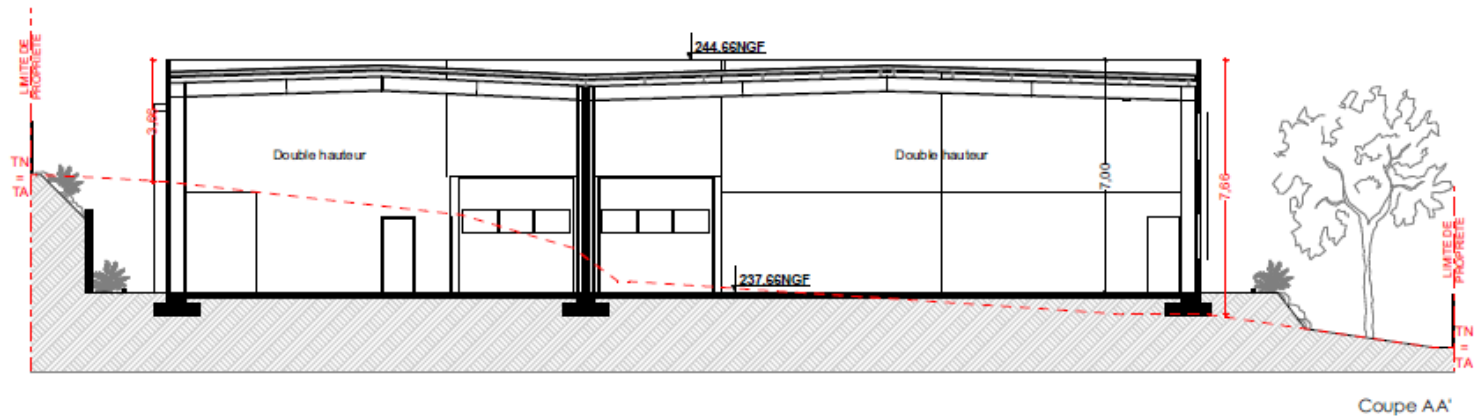 LIMITE DE
PROPRIETE
3,66
TN
=
TA
244.66NGF
Double hauteur
Double hauteur
7,00
7,66
237.66NGF
LIMITE DE
PROPRIETE
TN
=
TA
Coupe AA'